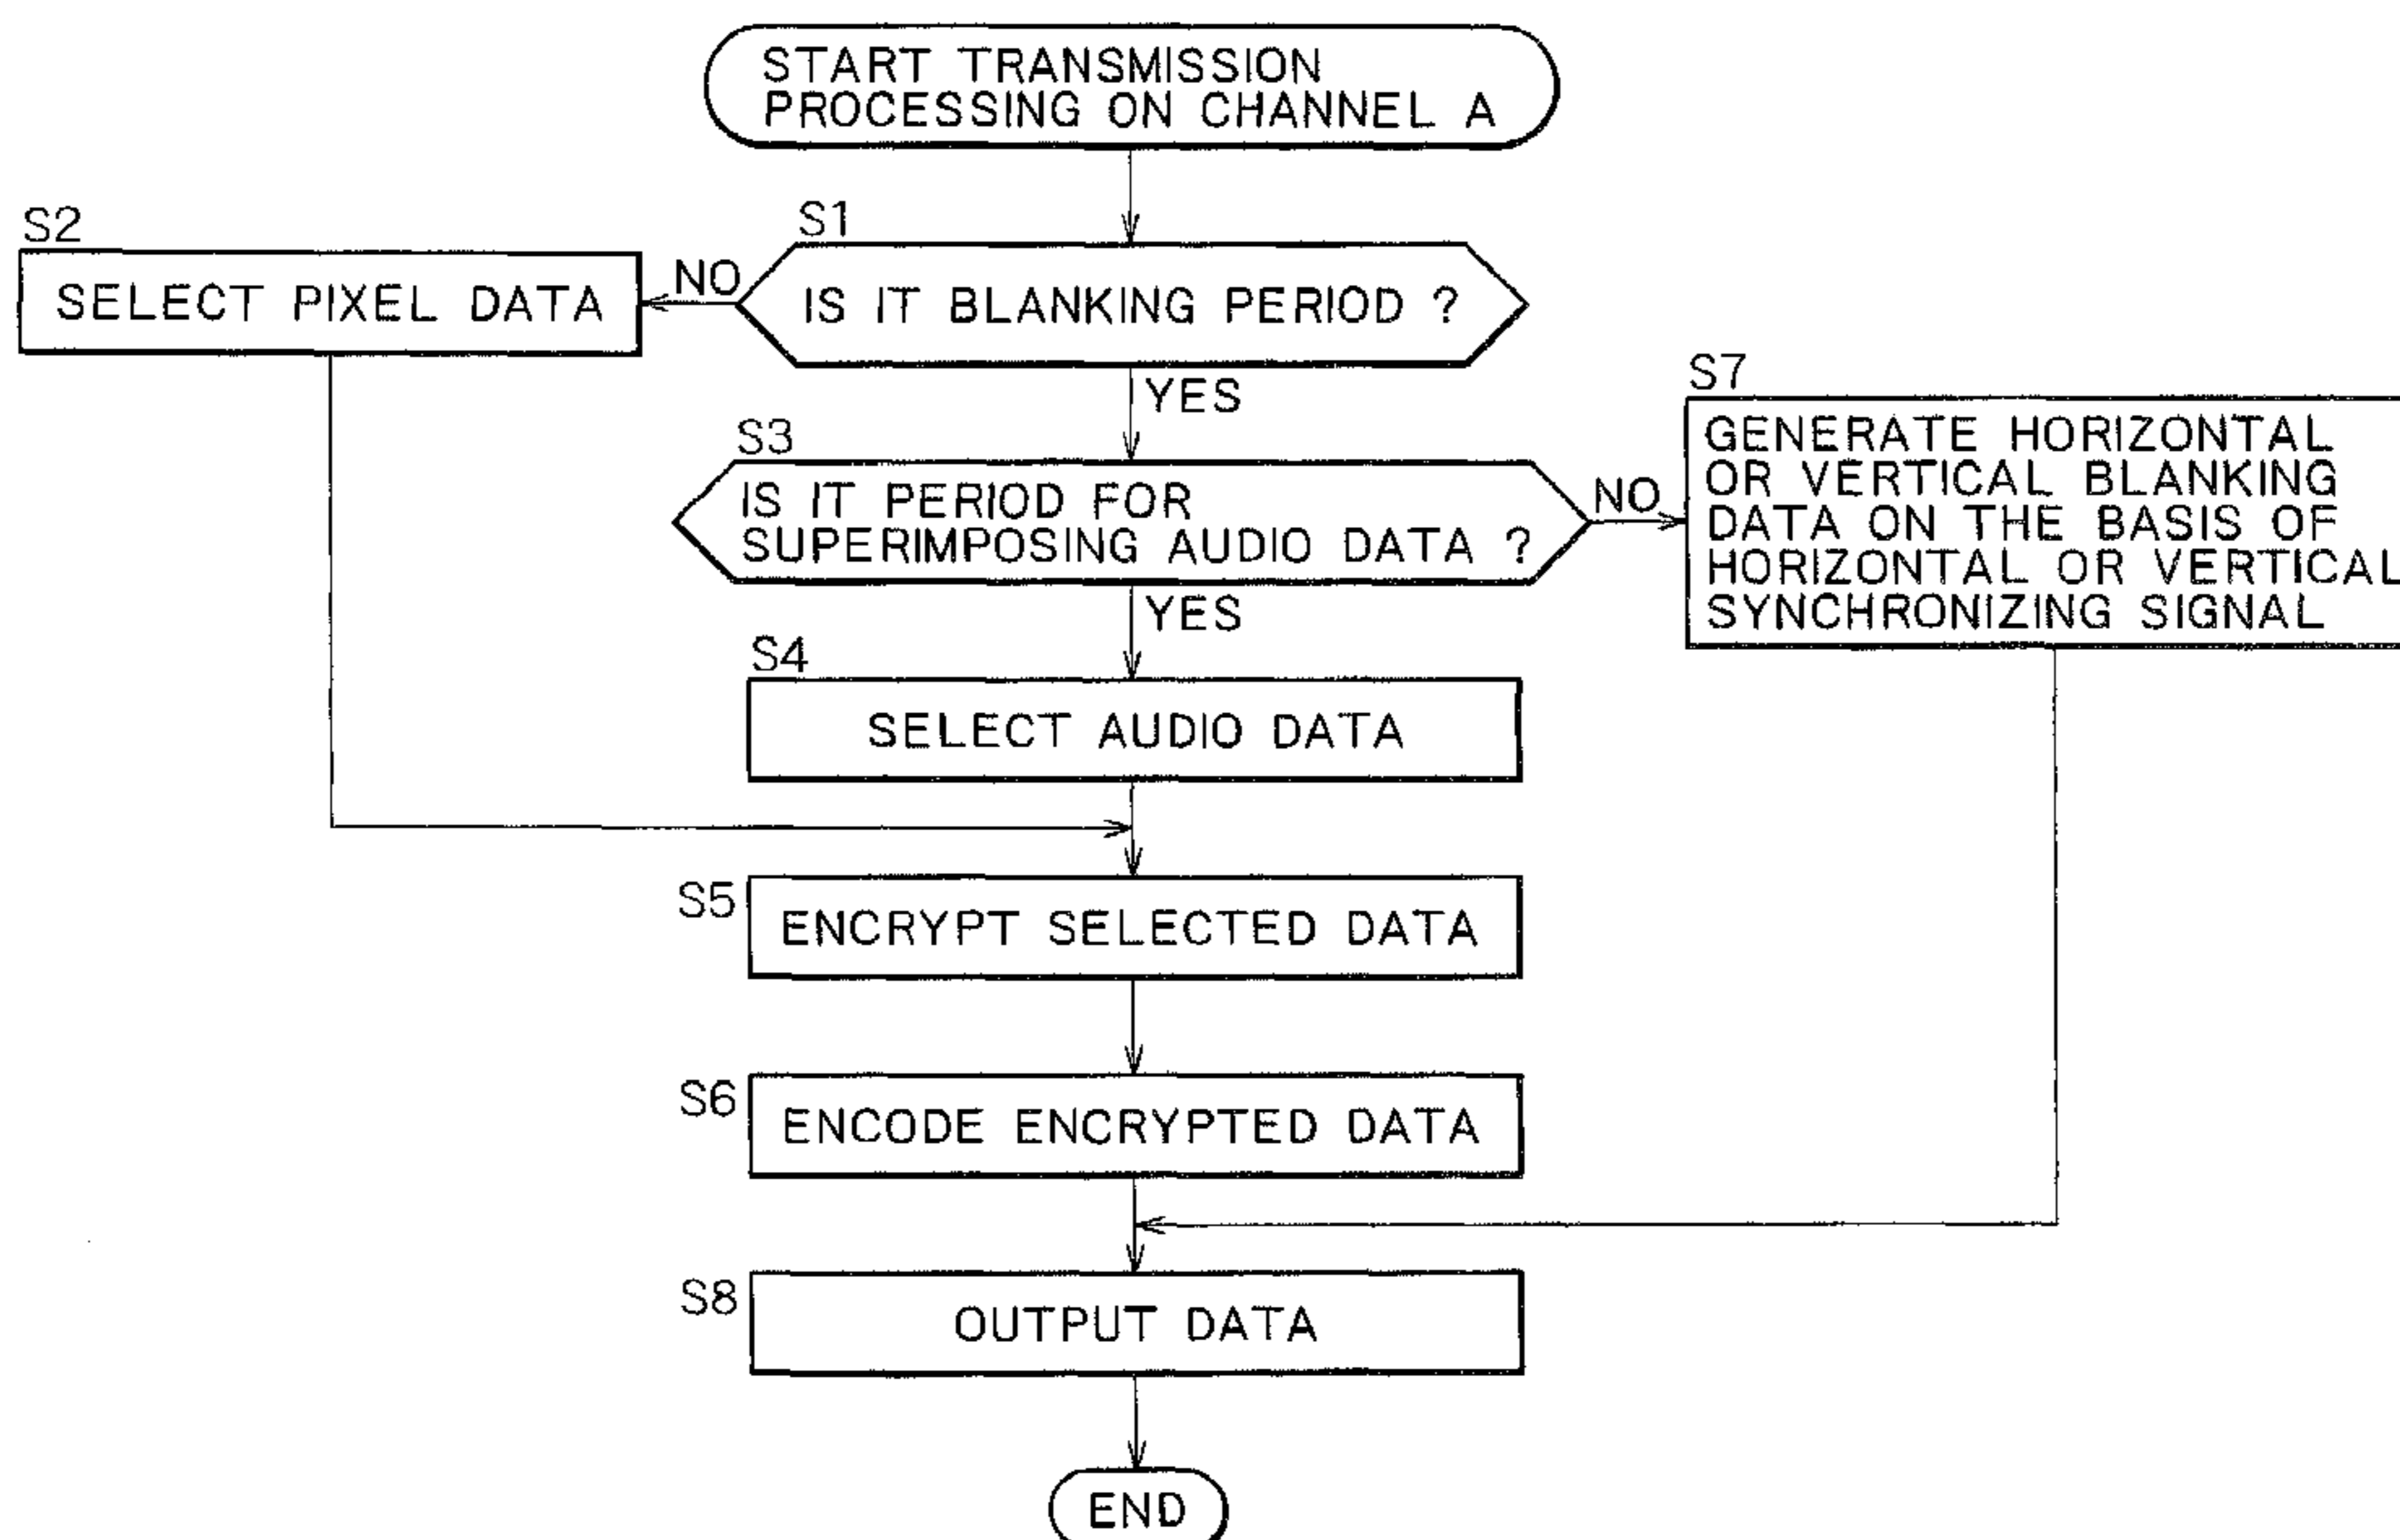 START TRANSMISSION
PROCESSING ON CHANNEL A
S1
S2
SELECT PIXEL DATA
NO
IS IT BLANKING PERIOD ?
YES
S3
IS IT PERIOD FOR
SUPERIMPOSING AUDIO DATA ?
NO
S7
GENERATE HORIZONTAL
OR VERTICAL BLANKING
DATA ON THE BASIS OF
HORIZONTAL OR VERTICAL
SYNCHRONIZING SIGNAL
YES
S4
SELECT AUDIO DATA
S5
ENCRYPT SELECTED DATA
S6
ENCODE ENCRYPTED DATA
S8
OUTPUT DATA
END